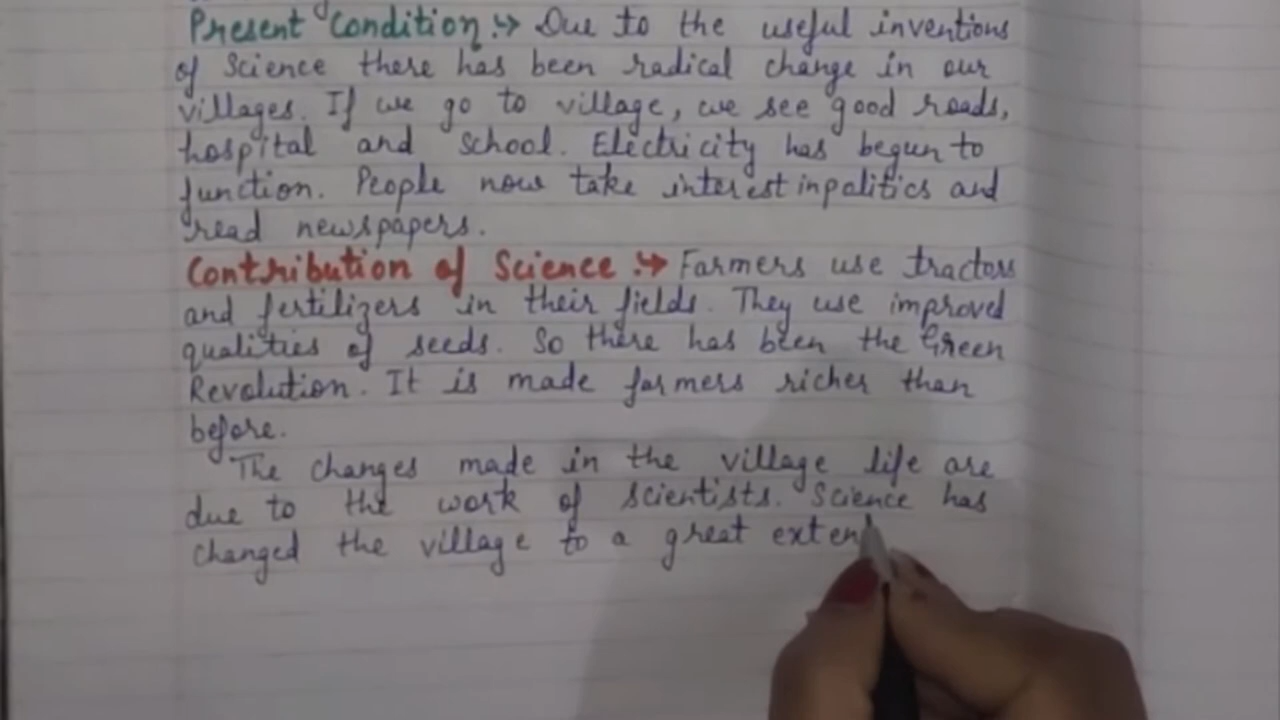 Present Condition :→ Due to the useful inventions
of Science there has been radical change in our
villages. If we go to village, we see good roads,
hospital and school. Electricity has begun to
function. People now take interest in politics and
read newspapers.
Contribution of Science :→ Farmers use tractors
and fertilizers in their fields. They use improved
qualities of seeds. So there has been the Green
Revolution. It is made farmers richer than
before.
The changes made in the village life are
due to the work of scientists. Science has
changed the village to a great exten